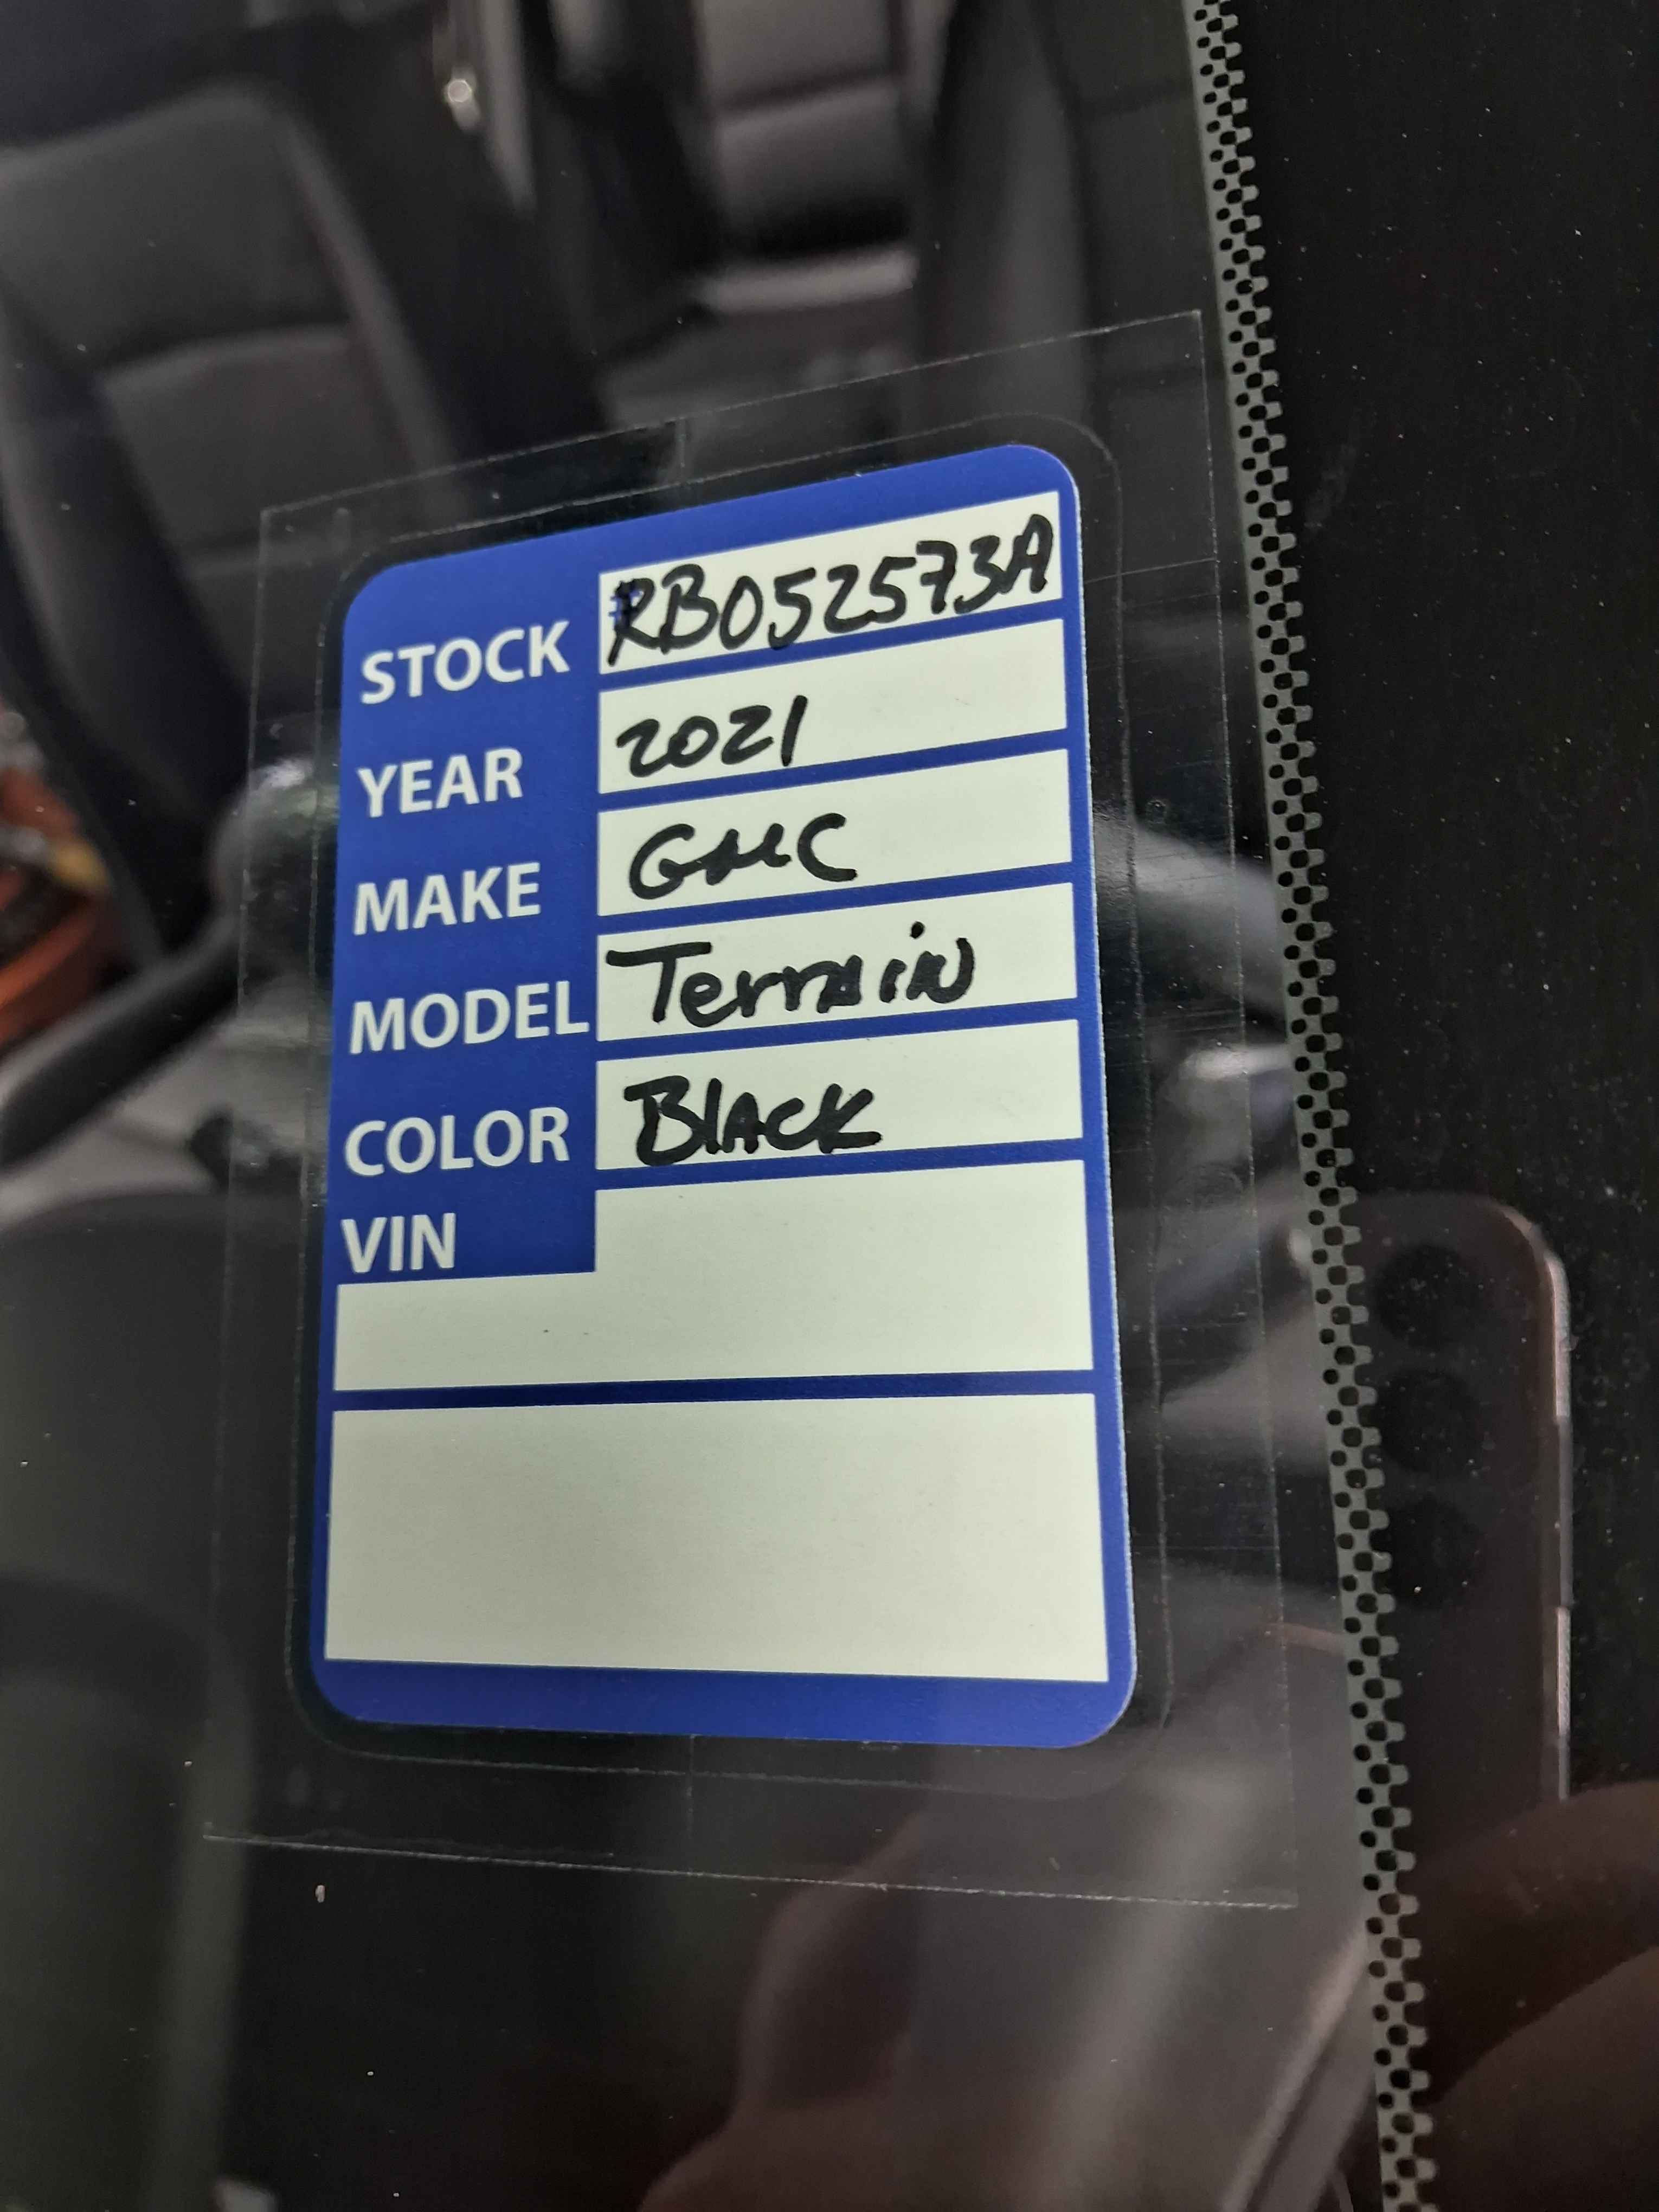 STOCK #RB052573A
YEAR 2021
MAKE GMC
MODEL Terrain
COLOR Black
VIN